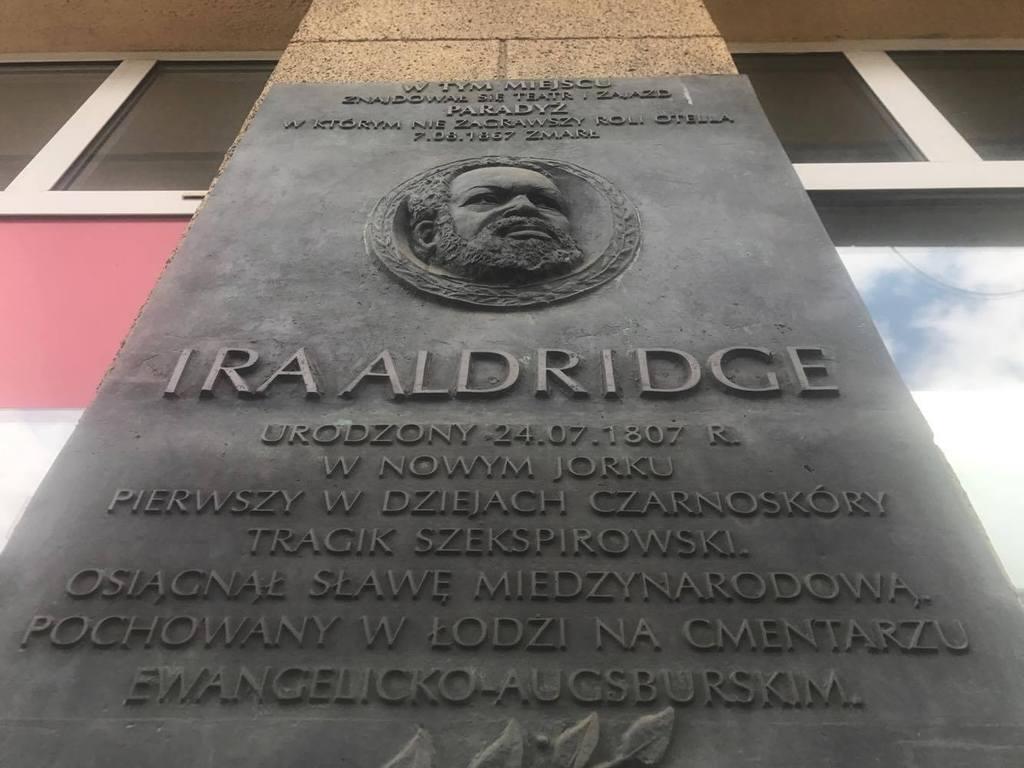 W TYM MIEJSCU
ZNAJDOWAŁ SIĘ TEATR I ZAJAZD
PARADYZ
W KTÓRYM NIE ZAGRAWSZY ROLI OTELLA
7.08.1867 ZMARŁ
IRA ALDRIDGE
URODZONY 24.07.1807 R.
W NOWYM JORKU
PIERWSZY W DZIEJACH CZARNOSKÓRY
TRAGIK SZEKSPIROWSKI.
OSIĄGNĄŁ SŁAWĘ MIEDZYNARODOWĄ.
POCHOWANY W ŁODZI NA CMENTARZU
EWANGELICKO-AUGSBURSKIM.